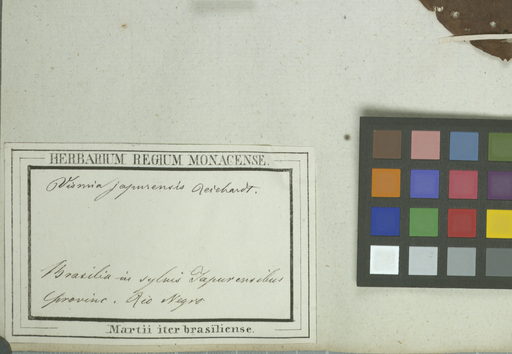 HERBARIUM REGIUM MONACENSE.
Vismia japurensis Reichardt.
Brasilia in sylvis Japurensibus
provinc. Rio Negro
Martii iter brasiliense.